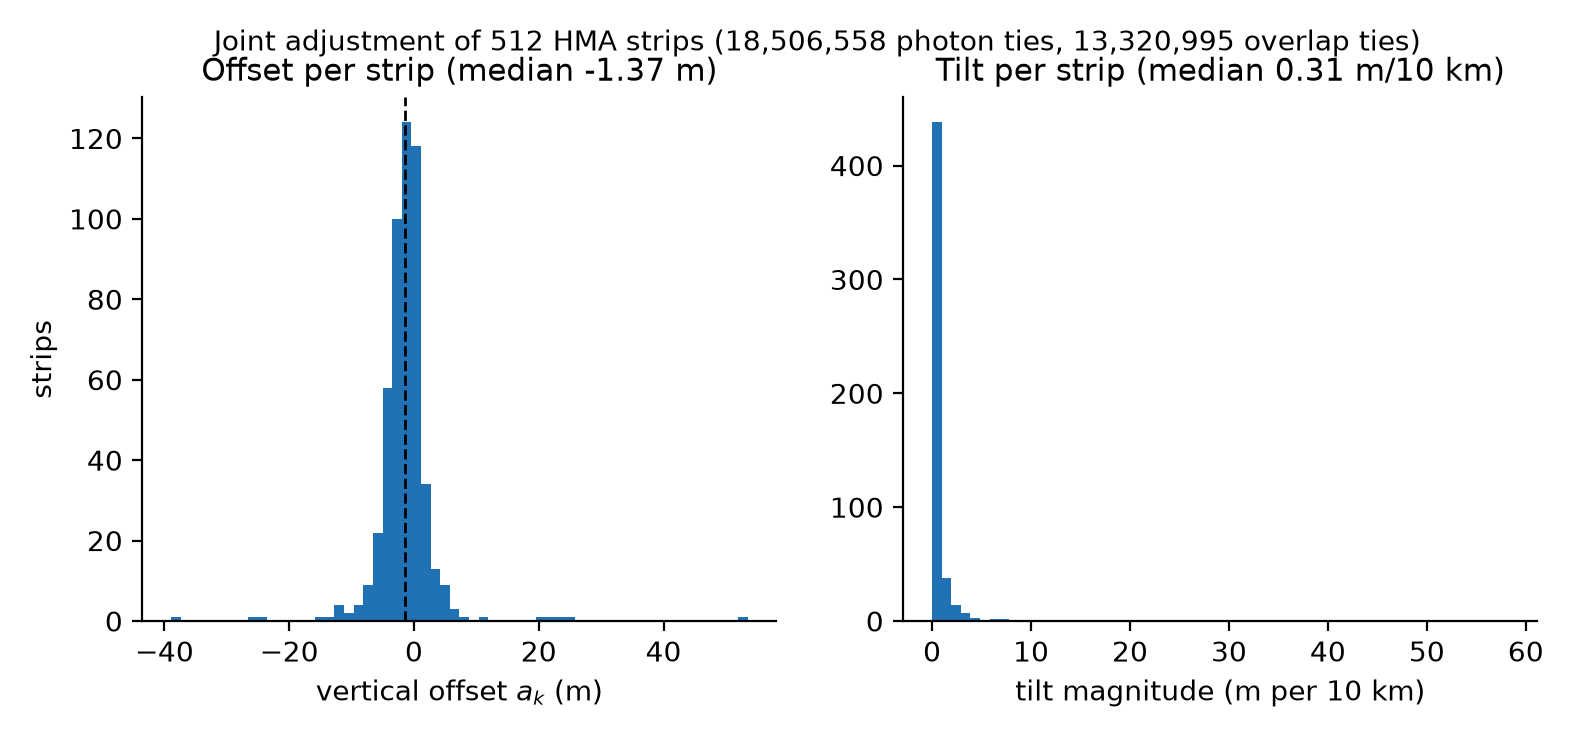 Joint adjustment of 512 HMA strips (18,506,558 photon ties, 13,320,995 overlap ties)
Offset per strip (median -1.37 m)
120
100
80
60
40
20
0
strips
−40 −20 0 20 40
vertical offset aₖ (m)
Tilt per strip (median 0.31 m/10 km)
400
300
200
100
0
0 10 20 30 40 50 60
tilt magnitude (m per 10 km)